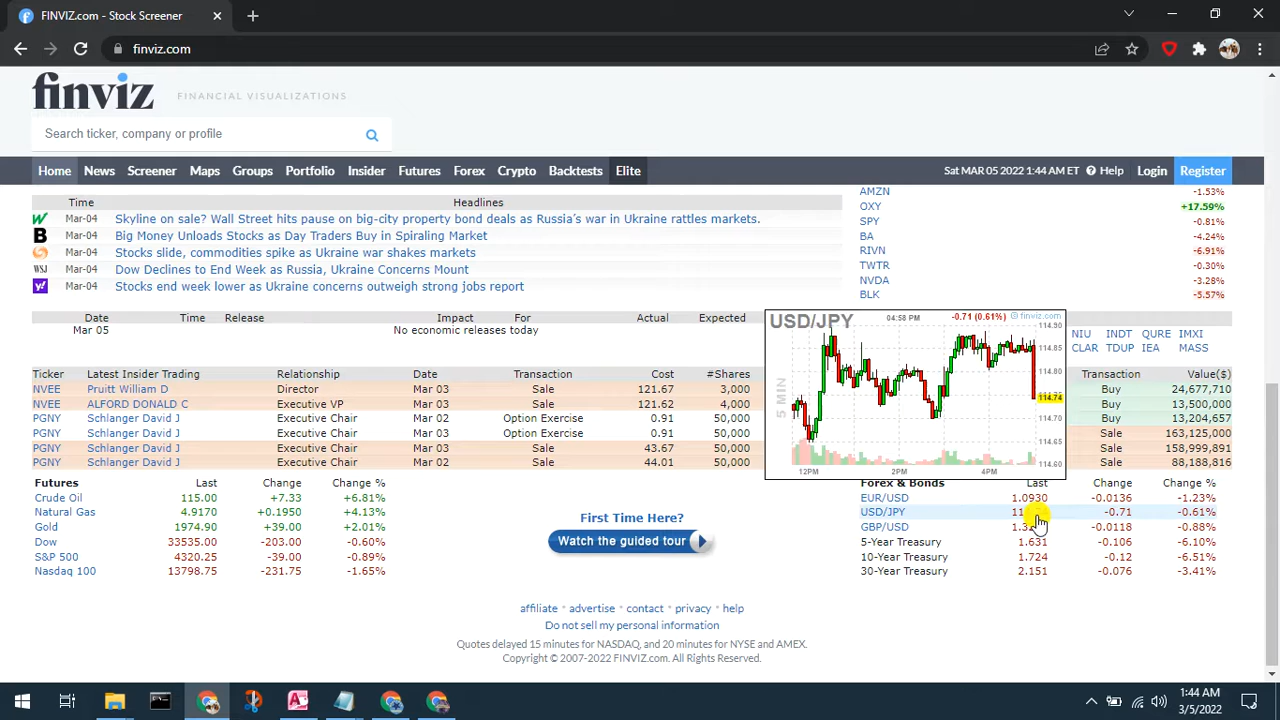 FINVIZ.com - Stock Screener
finviz.com
finviz FINANCIAL VISUALIZATIONS
Search ticker, company or profile
Home News Screener Maps Groups Portfolio Insider Futures Forex Crypto Backtests Elite Sat MAR 05 2022 1:44 AM ET Help Login Register
Time Headlines
Mar-04 Skyline on sale? Wall Street hits pause on big-city property bond deals as Russia's war in Ukraine rattles markets.
B Mar-04 Big Money Unloads Stocks as Day Traders Buy in Spiraling Market
Mar-04 Stocks slide, commodities spike as Ukraine war shakes markets
WSJ Mar-04 Dow Declines to End Week as Russia, Ukraine Concerns Mount
y! Mar-04 Stocks end week lower as Ukraine concerns outweigh strong jobs report
AMZN -1.53%
OXY +17.59%
SPY -0.81%
BA -4.24%
RIVN -6.91%
TWTR -0.30%
NVDA -3.28%
BLK -5.57%
Date Time Release Impact For Actual Expected
Mar 05 No economic releases today
USD/JPY 04:58 PM -0.71 (0.61%) © finviz.com
5 MIN
114.90
114.85
114.80
114.74
114.70
114.65
114.60
12PM 2PM 4PM
NIU INDT QURE IMXI
CLAR TDUP IEA MASS
Ticker Latest Insider Trading Relationship Date Transaction Cost #Shares
NVEE Pruitt William D Director Mar 03 Sale 121.67 3,000
NVEE ALFORD DONALD C Executive VP Mar 03 Sale 121.62 4,000
PGNY Schlanger David J Executive Chair Mar 02 Option Exercise 0.91 50,000
PGNY Schlanger David J Executive Chair Mar 03 Option Exercise 0.91 50,000
PGNY Schlanger David J Executive Chair Mar 03 Sale 43.67 50,000
PGNY Schlanger David J Executive Chair Mar 02 Sale 44.01 50,000
Transaction Value($)
Buy 24,677,710
Buy 13,500,000
Buy 13,204,657
Sale 163,125,000
Sale 158,999,891
Sale 88,188,816
Futures Last Change Change %
Crude Oil 115.00 +7.33 +6.81%
Natural Gas 4.9170 +0.1950 +4.13%
Gold 1974.90 +39.00 +2.01%
Dow 33535.00 -203.00 -0.60%
S&P 500 4320.25 -39.00 -0.89%
Nasdaq 100 13798.75 -231.75 -1.65%
First Time Here?
Watch the guided tour
Forex & Bonds Last Change Change %
EUR/USD 1.0930 -0.0136 -1.23%
USD/JPY -0.71 -0.61%
GBP/USD -0.0118 -0.88%
5-Year Treasury 1.631 -0.106 -6.10%
10-Year Treasury 1.724 -0.12 -6.51%
30-Year Treasury 2.151 -0.076 -3.41%
affiliate • advertise • contact • privacy • help
Do not sell my personal information
Quotes delayed 15 minutes for NASDAQ, and 20 minutes for NYSE and AMEX.
Copyright © 2007-2022 FINVIZ.com. All Rights Reserved.
1:44 AM
3/5/2022